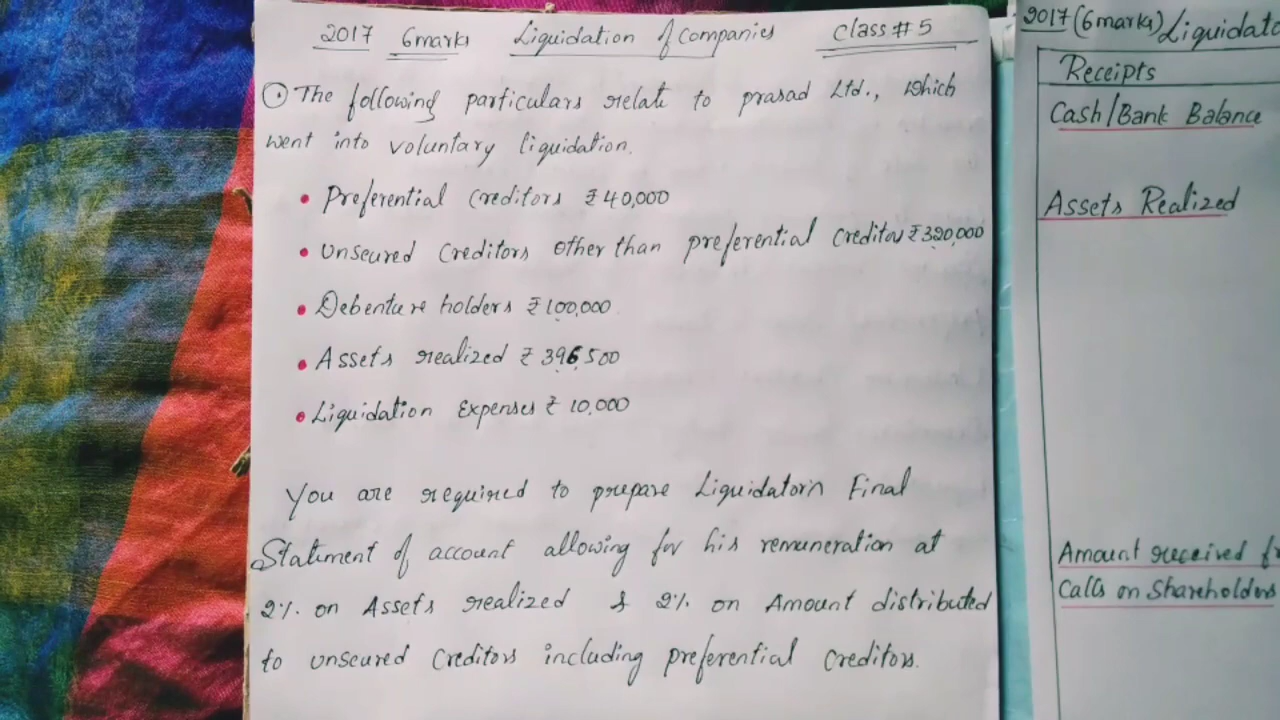 2017 6marks Liquidation of Companies Class # 5
① The following particulars relate to prasad Ltd., which
went into voluntary liquidation.
• Preferential Creditors ₹ 40,000
• Unsecured Creditors other than preferential Creditors ₹ 320,000
• Debenture holders ₹ 100,000
• Assets realized ₹ 396500
• Liquidation Expenses ₹ 10,000
You are required to prepare Liquidator's Final
Statement of account allowing for his remuneration at
2%. on Assets realized & 2%. on Amount distributed
to unsecured Creditors including preferential creditors.
2017 (6marks) Liquidat
Receipts
Cash/Bank Balance
Assets Realized
Amount received f
Calls on Shareholders